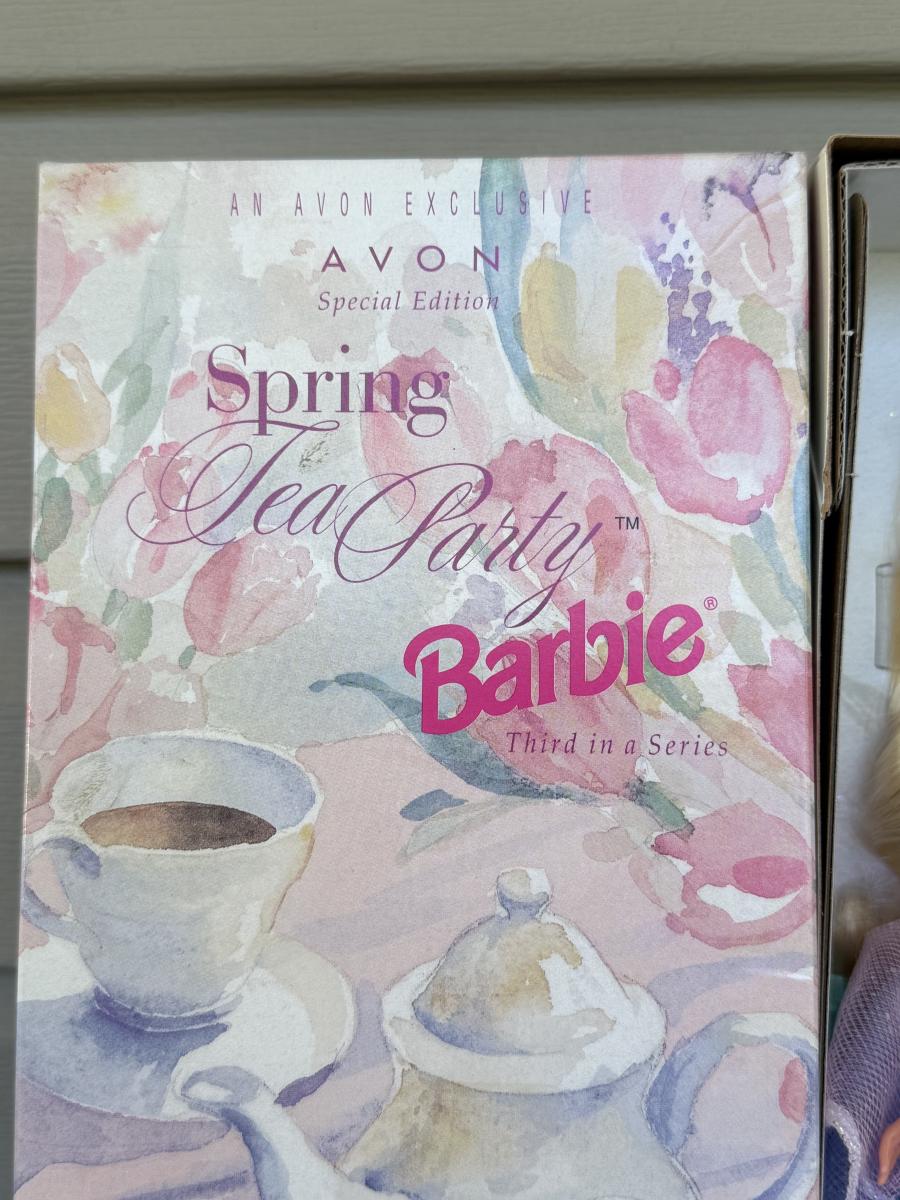 AN AVON EXCLUSIVE
AVON
Special Edition
Spring
Tea Party™
Barbie®
Third in a Series